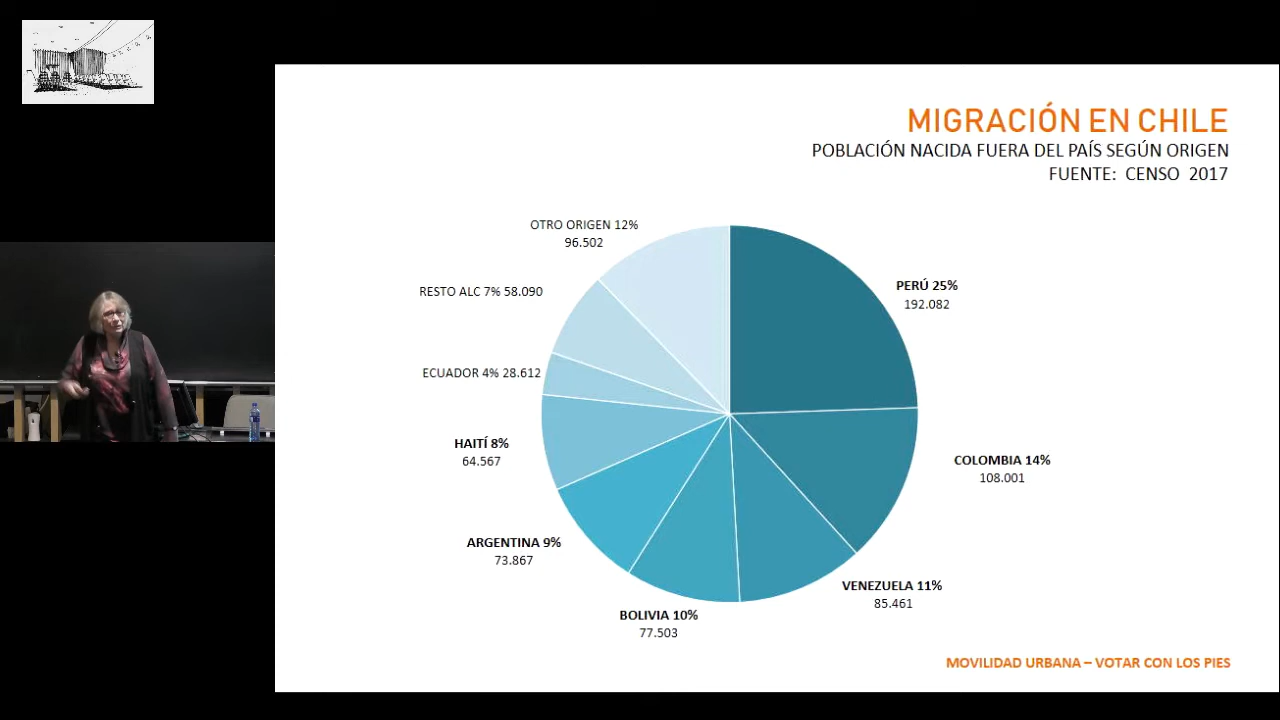 MIGRACIÓN EN CHILE
POBLACIÓN NACIDA FUERA DEL PAÍS SEGÚN ORIGEN
FUENTE: CENSO 2017
OTRO ORIGEN 12%
96.502
RESTO ALC 7% 58.090
ECUADOR 4% 28.612
HAITÍ 8%
64.567
ARGENTINA 9%
73.867
BOLIVIA 10%
77.503
PERÚ 25%
192.082
COLOMBIA 14%
108.001
VENEZUELA 11%
85.461
MOVILIDAD URBANA – VOTAR CON LOS PIES